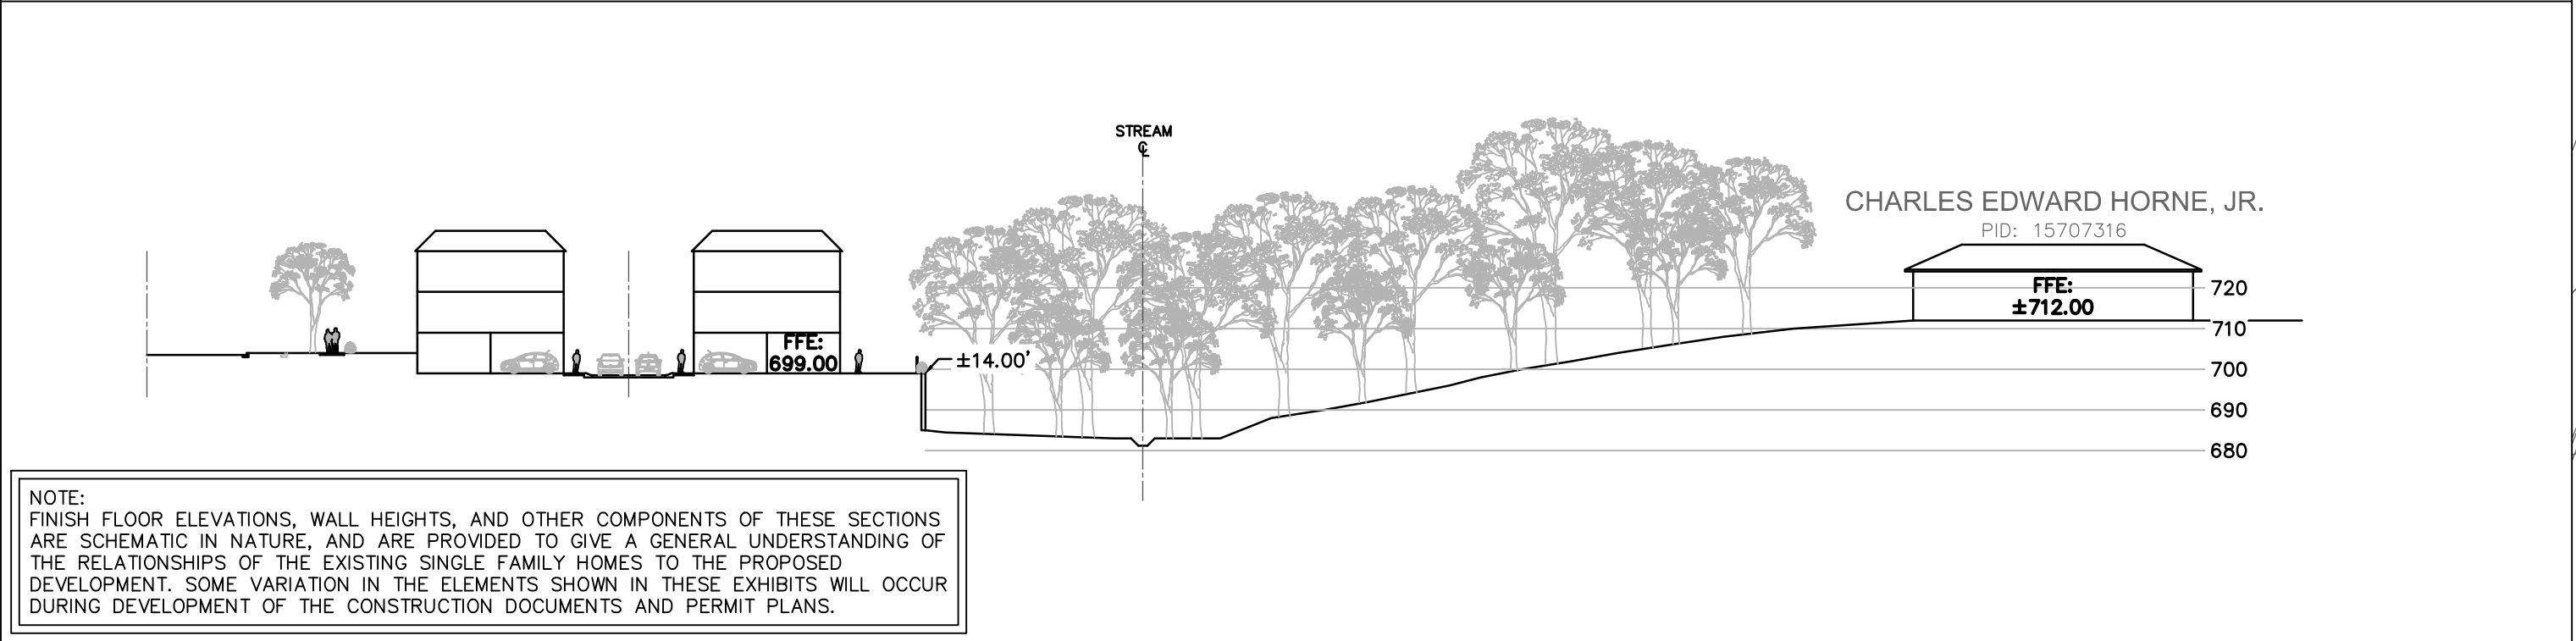 STREAM
℄
CHARLES EDWARD HORNE, JR.
PID: 15707316
FFE:
±712.00
720
710
700
690
680
FFE:
699.00
±14.00'
NOTE:
FINISH FLOOR ELEVATIONS, WALL HEIGHTS, AND OTHER COMPONENTS OF THESE SECTIONS
ARE SCHEMATIC IN NATURE, AND ARE PROVIDED TO GIVE A GENERAL UNDERSTANDING OF
THE RELATIONSHIPS OF THE EXISTING SINGLE FAMILY HOMES TO THE PROPOSED
DEVELOPMENT. SOME VARIATION IN THE ELEMENTS SHOWN IN THESE EXHIBITS WILL OCCUR
DURING DEVELOPMENT OF THE CONSTRUCTION DOCUMENTS AND PERMIT PLANS.